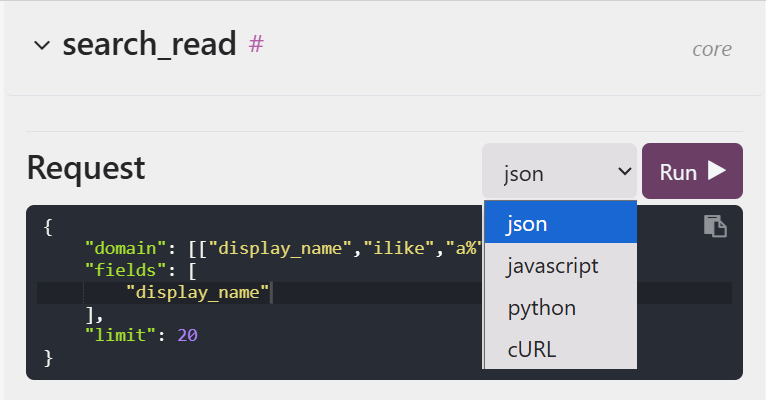 search_read #
core
Request
json
Run
{
"domain": [["display_name","ilike","a%"
"fields": [
"display_name"
],
"limit": 20
}
json
javascript
python
cURL